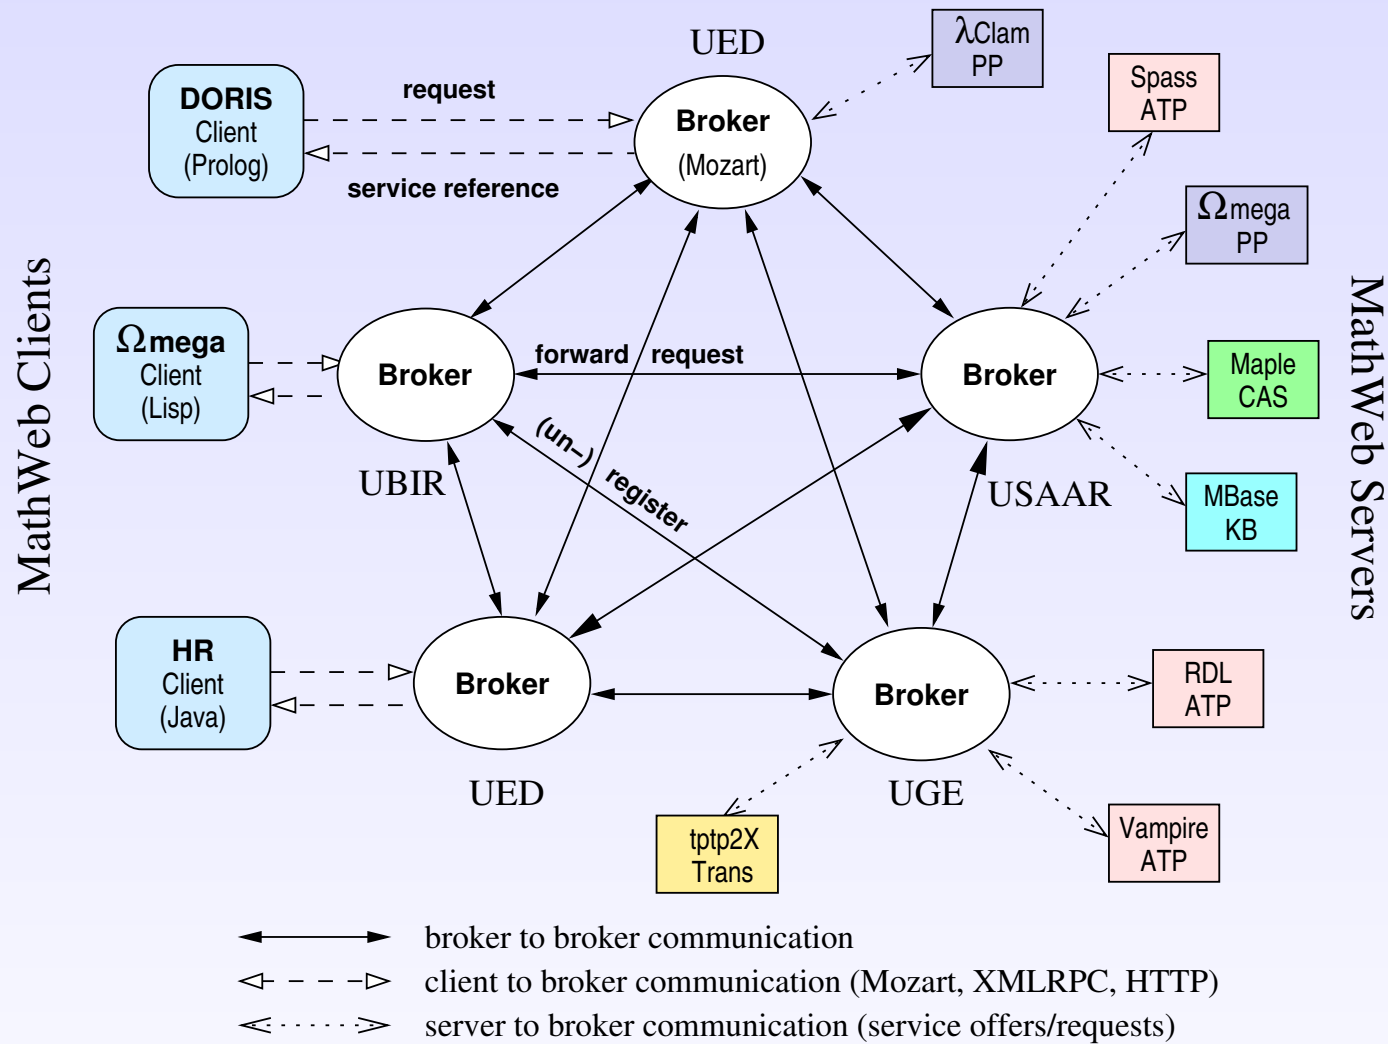 UED
λClam
PP
Spass
ATP
DORIS
Client
(Prolog)
request
service reference
Broker
(Mozart)
Ωmega
PP
MathWeb Clients
Ωmega
Client
(Lisp)
Broker
forward request
Broker
Maple
CAS
MathWeb Servers
UBIR
(un–) register
USAAR
MBase
KB
HR
Client
(Java)
Broker
Broker
RDL
ATP
UED
UGE
tptp2X
Trans
Vampire
ATP
broker to broker communication
client to broker communication (Mozart, XMLRPC, HTTP)
server to broker communication (service offers/requests)